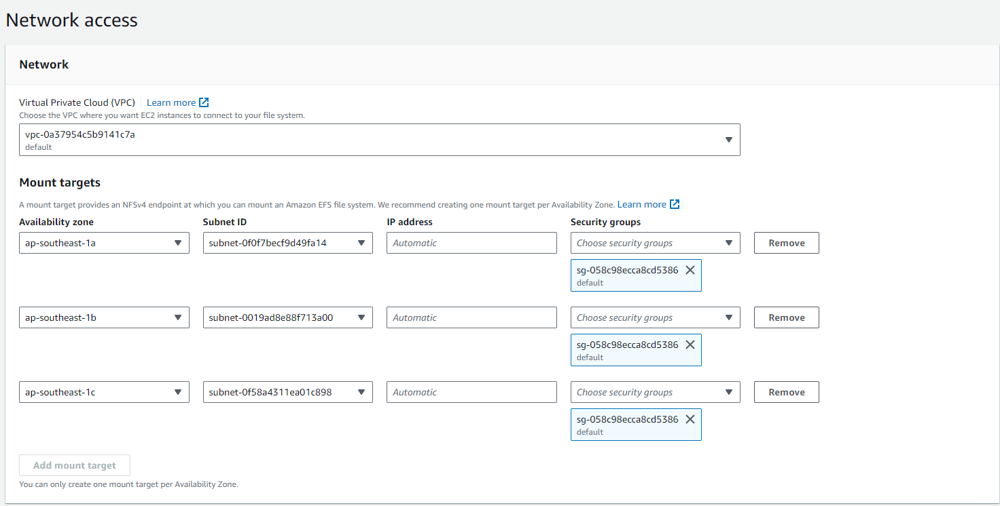 Network access
Network
Virtual Private Cloud (VPC) Learn more
Choose the VPC where you want EC2 instances to connect to your file system.
vpc-0a37954c5b9141c7a
default
Mount targets
A mount target provides an NFSv4 endpoint at which you can mount an Amazon EFS file system. We recommend creating one mount target per Availability Zone. Learn more
Availability zone Subnet ID IP address Security groups
ap-southeast-1a subnet-0f0f7becf9d49fa14 Automatic Choose security groups Remove
sg-058c98ecca8cd5386
default
ap-southeast-1b subnet-0019ad8e88f713a00 Automatic Choose security groups Remove
sg-058c98ecca8cd5386
default
ap-southeast-1c subnet-0f58a4311ea01c898 Automatic Choose security groups Remove
sg-058c98ecca8cd5386
default
Add mount target
You can only create one mount target per Availability Zone.